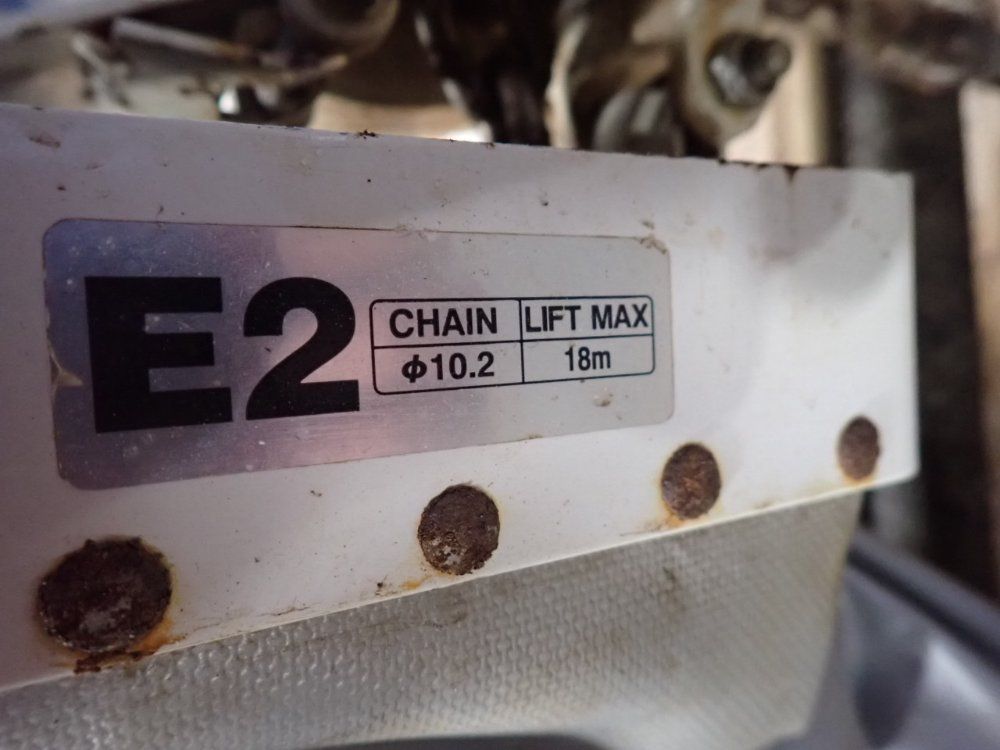 E2
CHAIN LIFT MAX
ϕ10.2 18m